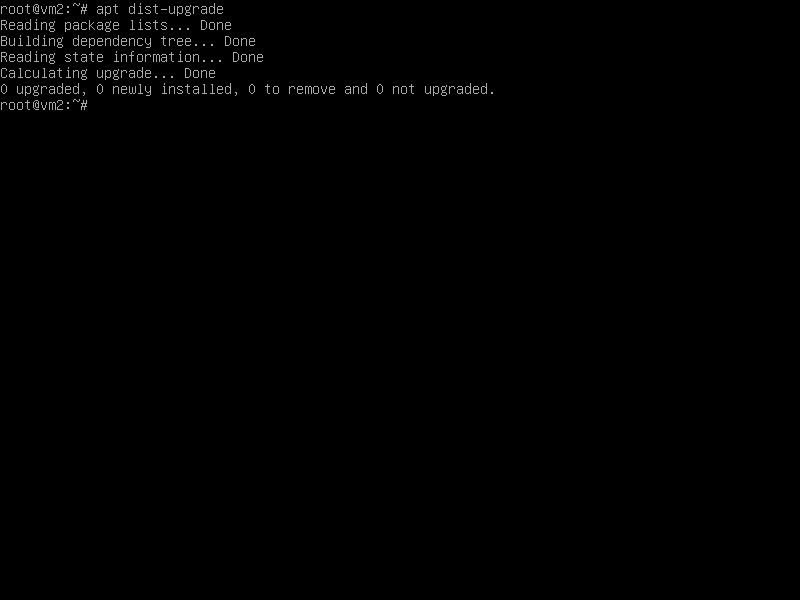 root@vm2:~# apt dist-upgrade
Reading package lists... Done
Building dependency tree... Done
Reading state information... Done
Calculating upgrade... Done
0 upgraded, 0 newly installed, 0 to remove and 0 not upgraded.
root@vm2:~#